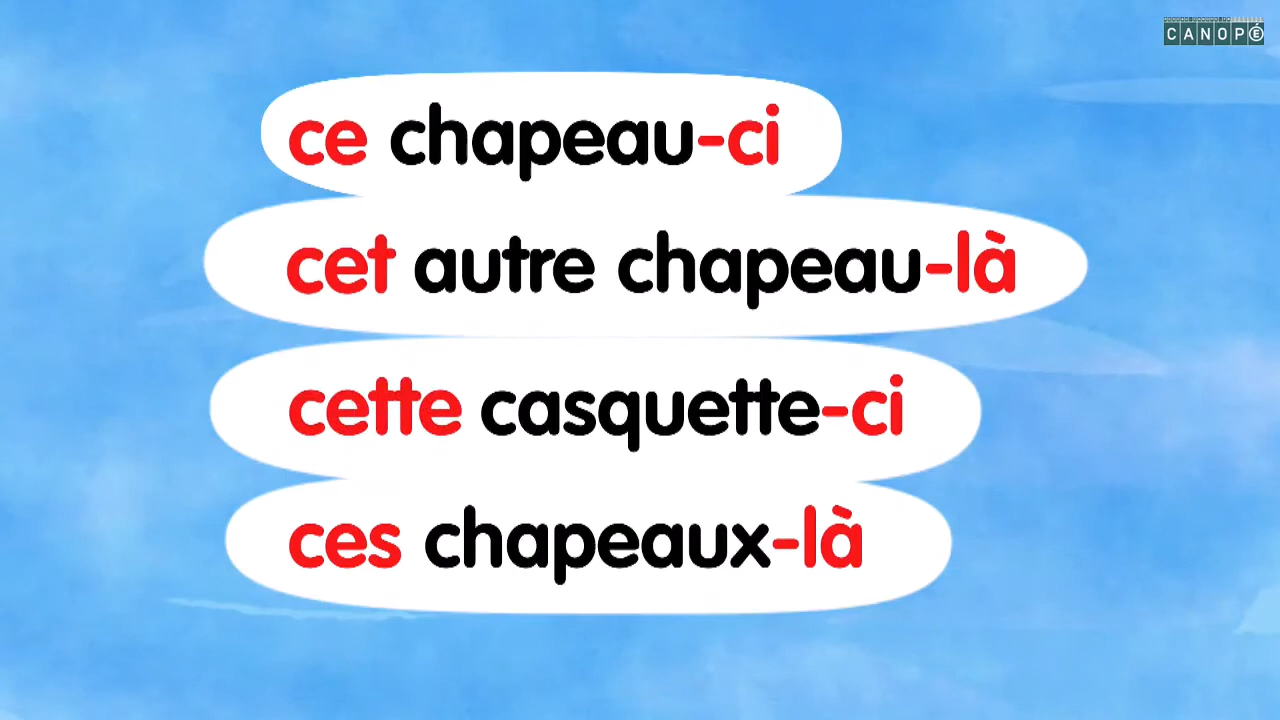 CANOPÉ
ce chapeau-ci
cet autre chapeau-là
cette casquette-ci
ces chapeaux-là